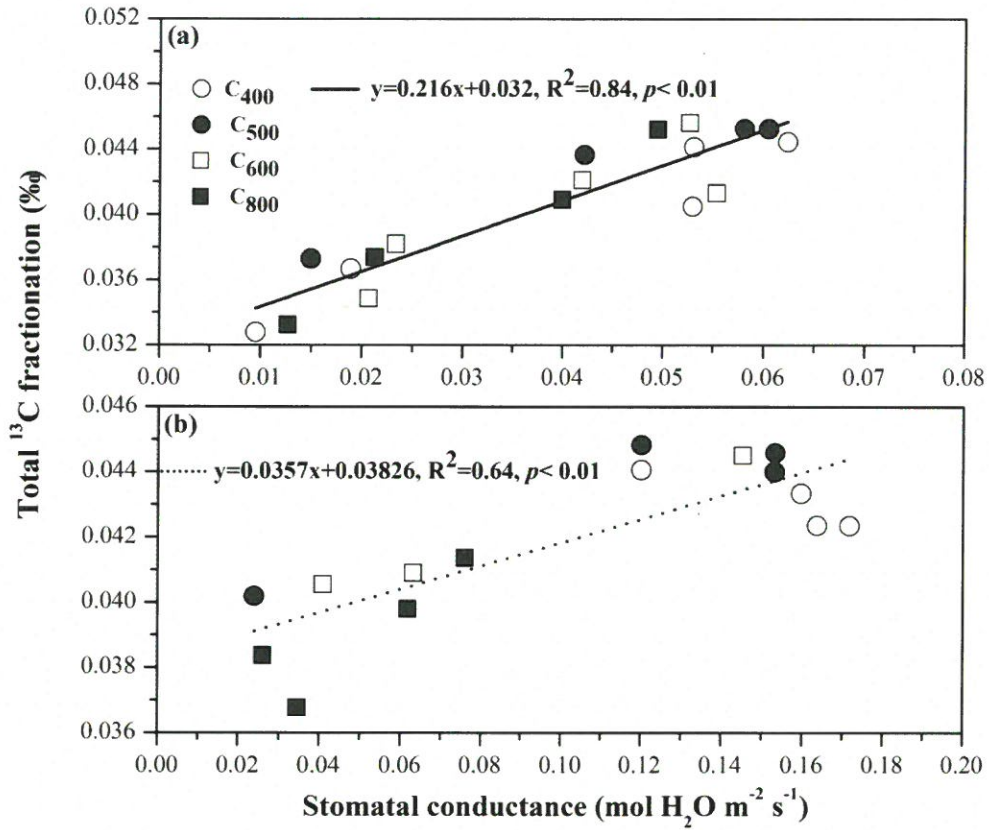 (a)
C400
y=0.216x+0.032, R2=0.84, p< 0.01
C500
C600
C800
0.052
0.048
0.044
0.040
0.036
0.032
0.00 0.01 0.02 0.03 0.04 0.05 0.06 0.07 0.08
Total 13C fractionation (‰)
(b)
y=0.0357x+0.03826, R2=0.64, p< 0.01
0.046
0.044
0.042
0.040
0.038
0.036
0.00 0.02 0.04 0.06 0.08 0.10 0.12 0.14 0.16 0.18 0.20
Stomatal conductance (mol H2O m-2 s-1)